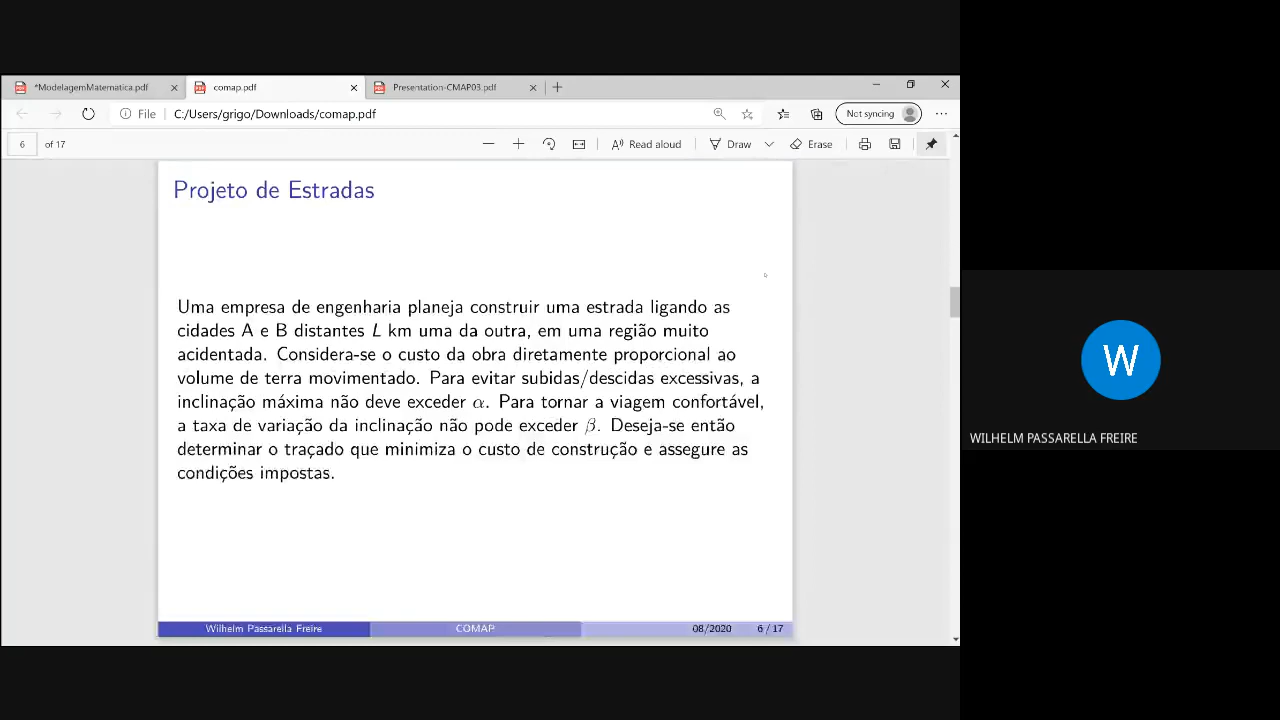 *ModelagemMatematica.pdf
comap.pdf
Presentation-CMAP03.pdf
File
C:/Users/grigo/Downloads/comap.pdf
Not syncing
6
of 17
Read aloud
Draw
Erase
Projeto de Estradas
Uma empresa de engenharia planeja construir uma estrada ligando as
cidades A e B distantes L km uma da outra, em uma região muito
acidentada. Considera-se o custo da obra diretamente proporcional ao
volume de terra movimentado. Para evitar subidas/descidas excessivas, a
inclinação máxima não deve exceder α. Para tornar a viagem confortável,
a taxa de variação da inclinação não pode exceder β. Deseja-se então
determinar o traçado que minimiza o custo de construção e assegure as
condições impostas.
Wilhelm Passarella Freire
COMAP
08/2020
6 / 17
W
WILHELM PASSARELLA FREIRE